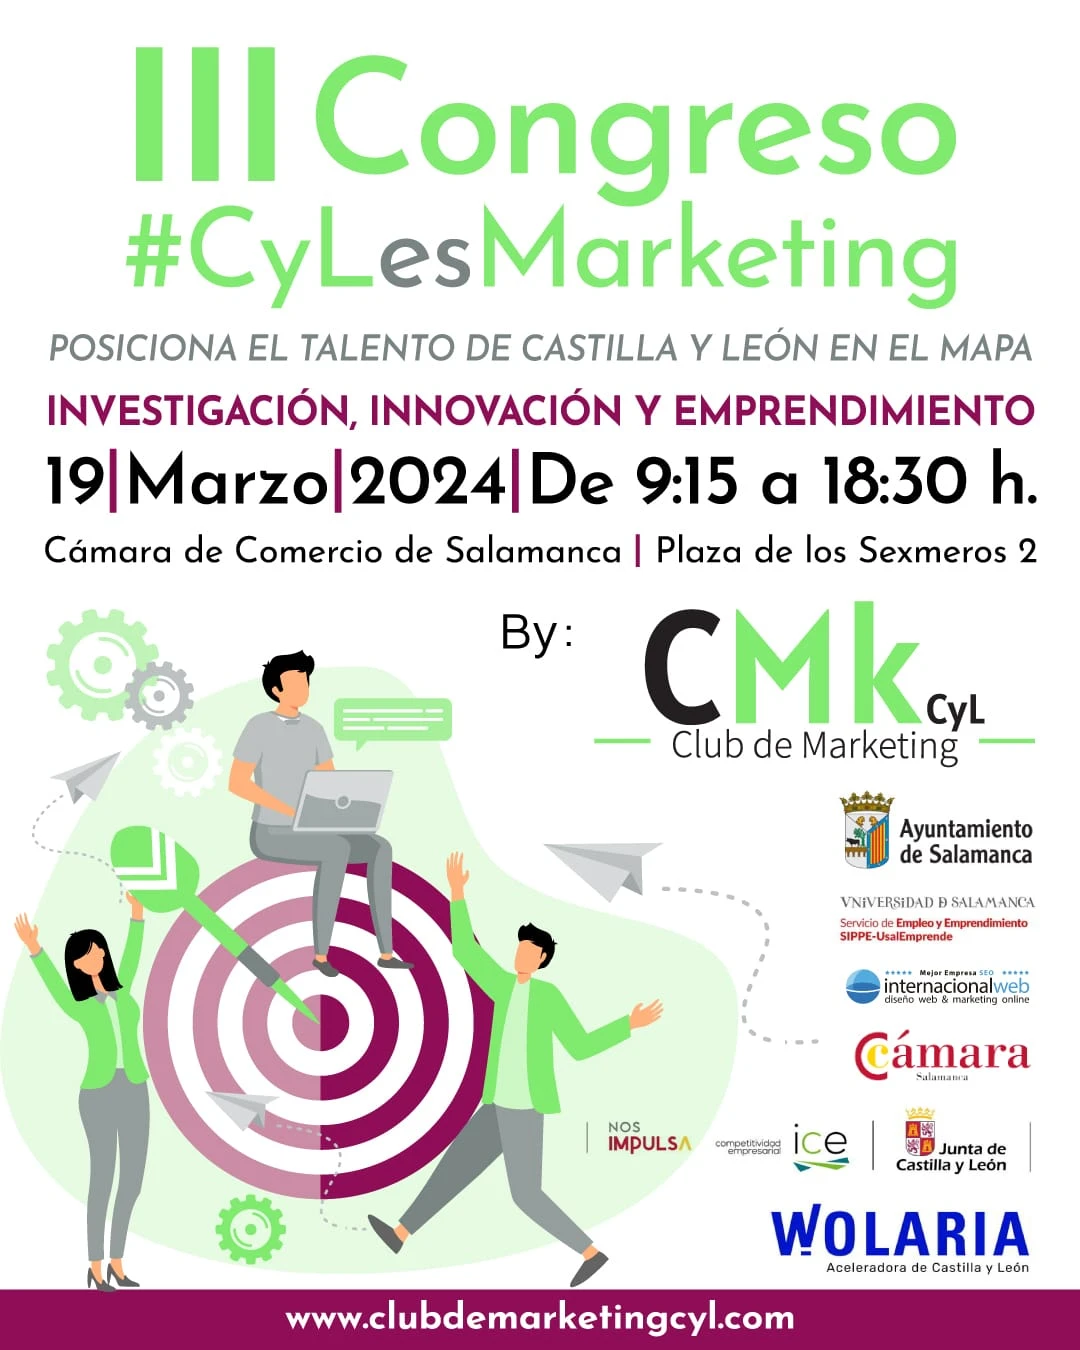 III Congreso
#CyLesMarketing
POSICIONA EL TALENTO DE CASTILLA Y LEÓN EN EL MAPA
INVESTIGACIÓN, INNOVACIÓN Y EMPRENDIMIENTO
19|Marzo|2024|De 9:15 a 18:30 h.
Cámara de Comercio de Salamanca | Plaza de los Sexmeros 2
By:
CMk CyL
Club de Marketing
Ayuntamiento
de Salamanca
VNiVERSiDAD D SALAMANCA
Servicio de Empleo y Emprendimiento
SIPPE-UsalEmprende
Mejor Empresa SEO
internacionalweb
diseño web & marketing online
Cámara
Salamanca
NOS
IMPULSA
competitividad
empresarial
ice
Junta de
Castilla y León
WOLARIA
Aceleradora de Castilla y León
www.clubdemarketingcyl.com